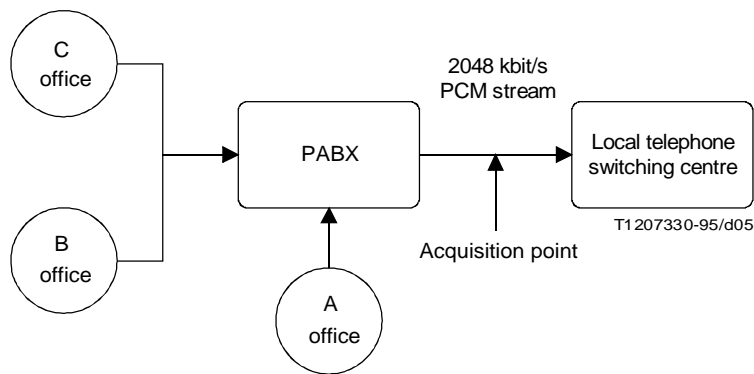 C
office
2048 kbit/s
PCM stream
PABX
Local telephone
switching centre
T1207330-95/d05
B
office
Acquisition point
A
office